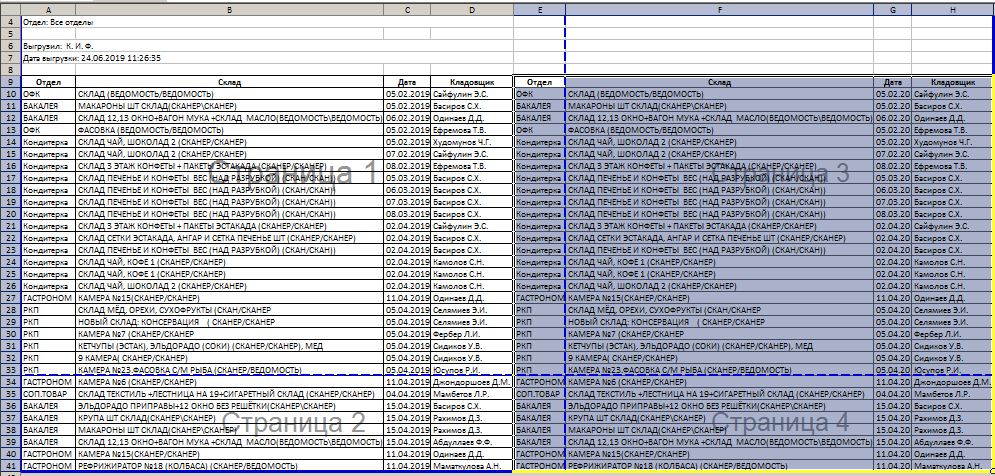 A B C D E F G H
4 Отдел: Все отделы
5
6 Выгрузил: К. И. Ф.
7 Дата выгрузки: 24.06.2019 11:26:35
8
9 Отдел Склад Дата Кладовщик Отдел Склад Дата Кладовщик
10 ОФК СКЛАД (ВЕДОМОСТЬ/ВЕДОМОСТЬ) 05.02.2019 Сайфулин Э.С. ОФК СКЛАД (ВЕДОМОСТЬ/ВЕДОМОСТЬ) 05.02.20 Сайфулин Э.С.
11 БАКАЛЕЯ МАКАРОНЫ ШТ СКЛАД(СКАНЕР\СКАНЕР) 05.02.2019 Басиров С.Х. БАКАЛЕЯ МАКАРОНЫ ШТ СКЛАД(СКАНЕР\СКАНЕР) 05.02.20 Басиров С.Х.
12 БАКАЛЕЯ СКЛАД 12,13 ОКНО+ВАГОН МУКА +СКЛАД МАСЛО(ВЕДОМОСТЬ\ВЕДОМОСТЬ) 06.02.2019 Одинаев Д.Д. БАКАЛЕЯ СКЛАД 12,13 ОКНО+ВАГОН МУКА +СКЛАД МАСЛО(ВЕДОМОСТЬ\ВЕДОМОСТЬ) 06.02.20 Одинаев Д.Д.
13 ОФК ФАСОВКА (ВЕДОМОСТЬ/ВЕДОМОСТЬ) 07.02.2019 Ефремова Т.В. ОФК ФАСОВКА (ВЕДОМОСТЬ/ВЕДОМОСТЬ) 07.02.20 Ефремова Т.В.
14 Кондитерка СКЛАД ЧАЙ, ШОКОЛАД 2 (СКАНЕР/СКАНЕР) 05.02.2019 Худомунов Ч.Г. Кондитерка СКЛАД ЧАЙ, ШОКОЛАД 2 (СКАНЕР/СКАНЕР) 05.02.20 Худомунов Ч.Г.
15 Кондитерка СКЛАД ЧАЙ, ШОКОЛАД 2 (СКАНЕР/СКАНЕР) 07.02.2019 Сайфулин Э.С. Кондитерка СКЛАД ЧАЙ, ШОКОЛАД 2 (СКАНЕР/СКАНЕР) 07.02.20 Сайфулин Э.С.
16 Кондитерка СКЛАД 3 ЭТАЖ КОНФЕТЫ + ПАКЕТЫ ЭСТАКАДА (СКАНЕР/СКАНЕР) 08.02.2019 Ефремова Т.В. Кондитерка СКЛАД 3 ЭТАЖ КОНФЕТЫ + ПАКЕТЫ ЭСТАКАДА (СКАНЕР/СКАНЕР) 08.02.20 Ефремова Т.В.
17 Кондитерка СКЛАД ПЕЧЕНЬЕ И КОНФЕТЫ ВЕС (НАД РАЗРУБКОЙ) (СКАН/СКАН)) 05.03.2019 Басиров С.Х. Кондитерка СКЛАД ПЕЧЕНЬЕ И КОНФЕТЫ ВЕС (НАД РАЗРУБКОЙ) (СКАН/СКАН)) 05.03.20 Басиров С.Х.
Страница 1 Страница 3
18 Кондитерка СКЛАД ПЕЧЕНЬЕ И КОНФЕТЫ ВЕС (НАД РАЗРУБКОЙ) (СКАН/СКАН)) 06.03.2019 Басиров С.Х. Кондитерка СКЛАД ПЕЧЕНЬЕ И КОНФЕТЫ ВЕС (НАД РАЗРУБКОЙ) (СКАН/СКАН)) 06.03.20 Басиров С.Х.
19 Кондитерка СКЛАД ПЕЧЕНЬЕ И КОНФЕТЫ ВЕС (НАД РАЗРУБКОЙ) (СКАН/СКАН)) 07.03.2019 Басиров С.Х. Кондитерка СКЛАД ПЕЧЕНЬЕ И КОНФЕТЫ ВЕС (НАД РАЗРУБКОЙ) (СКАН/СКАН)) 07.03.20 Басиров С.Х.
20 Кондитерка СКЛАД ПЕЧЕНЬЕ И КОНФЕТЫ ВЕС (НАД РАЗРУБКОЙ) (СКАН/СКАН)) 08.03.2019 Басиров С.Х. Кондитерка СКЛАД ПЕЧЕНЬЕ И КОНФЕТЫ ВЕС (НАД РАЗРУБКОЙ) (СКАН/СКАН)) 08.03.20 Басиров С.Х.
21 Кондитерка СКЛАД 3 ЭТАЖ КОНФЕТЫ + ПАКЕТЫ ЭСТАКАДА (СКАНЕР/СКАНЕР) 02.04.2019 Сайфулин Э.С. Кондитерка СКЛАД 3 ЭТАЖ КОНФЕТЫ + ПАКЕТЫ ЭСТАКАДА (СКАНЕР/СКАНЕР) 02.04.20 Сайфулин Э.С.
22 Кондитерка СКЛАД СЕТКИ ЭСТАКАДА, АНГАР И СЕТКА ПЕЧЕНЬЕ ШТ (СКАНЕР/СКАНЕР) 02.04.2019 Басиров С.Х. Кондитерка СКЛАД СЕТКИ ЭСТАКАДА, АНГАР И СЕТКА ПЕЧЕНЬЕ ШТ (СКАНЕР/СКАНЕР) 02.04.20 Басиров С.Х.
23 Кондитерка СКЛАД ПЕЧЕНЬЕ И КОНФЕТЫ ВЕС (НАД РАЗРУБКОЙ) (СКАН/СКАН)) 02.04.2019 Басиров С.Х. Кондитерка СКЛАД ПЕЧЕНЬЕ И КОНФЕТЫ ВЕС (НАД РАЗРУБКОЙ) (СКАН/СКАН)) 02.04.20 Басиров С.Х.
24 Кондитерка СКЛАД ЧАЙ, КОФЕ 1 (СКАНЕР/СКАНЕР) 02.04.2019 Камолов С.Н. Кондитерка СКЛАД ЧАЙ, КОФЕ 1 (СКАНЕР/СКАНЕР) 02.04.20 Камолов С.Н.
25 Кондитерка СКЛАД ЧАЙ, КОФЕ 1 (СКАНЕР/СКАНЕР) 02.04.2019 Камолов С.Н. Кондитерка СКЛАД ЧАЙ, КОФЕ 1 (СКАНЕР/СКАНЕР) 02.04.20 Камолов С.Н.
26 Кондитерка СКЛАД ЧАЙ, ШОКОЛАД 2 (СКАНЕР/СКАНЕР) 02.04.2019 Камолов С.Н. Кондитерка СКЛАД ЧАЙ, ШОКОЛАД 2 (СКАНЕР/СКАНЕР) 02.04.20 Камолов С.Н.
27 ГАСТРОНОМ КАМЕРА №15(СКАНЕР/СКАНЕР) 11.04.2019 Одинаев Д.Д. ГАСТРОНОМ КАМЕРА №15(СКАНЕР/СКАНЕР) 11.04.20 Одинаев Д.Д.
28 РКП СКЛАД МЁД, ОРЕХИ, СУХОФРУКТЫ (СКАН/СКАНЕР 05.04.2019 Селямиев Э.И. РКП СКЛАД МЁД, ОРЕХИ, СУХОФРУКТЫ (СКАН/СКАНЕР 05.04.20 Селямиев Э.И.
29 РКП НОВЫЙ СКЛАД: КОНСЕРВАЦИЯ ( СКАНЕР/СКАНЕР 05.04.2019 Селямиев Э.И. РКП НОВЫЙ СКЛАД: КОНСЕРВАЦИЯ ( СКАНЕР/СКАНЕР 05.04.20 Селямиев Э.И.
30 РКП КАМЕРА №7 (СКАНЕР/СКАНЕР 05.04.2019 Фербер Л.И. РКП КАМЕРА №7 (СКАНЕР/СКАНЕР 05.04.20 Фербер Л.И.
31 РКП КЕТЧУПЫ (ЭСТАК), ЭЛЬДОРАДО (СОКИ) (СКАНЕР/СКАНЕР), МЕД 05.04.2019 Сидиков У.В. РКП КЕТЧУПЫ (ЭСТАК), ЭЛЬДОРАДО (СОКИ) (СКАНЕР/СКАНЕР), МЕД 05.04.20 Сидиков У.В.
32 РКП 9 КАМЕРА( СКАНЕР/СКАНЕР 05.04.2019 Сидиков У.В. РКП 9 КАМЕРА( СКАНЕР/СКАНЕР 05.04.20 Сидиков У.В.
33 РКП КАМЕРА №23.ФАСОВКА С/М РЫБА (СКАНЕР/ВЕДОМОСТЬ) 05.04.2019 Юсупов Р.И. РКП КАМЕРА №23.ФАСОВКА С/М РЫБА (СКАНЕР/ВЕДОМОСТЬ) 05.04.20 Юсупов Р.И.
34 ГАСТРОНОМ КАМЕРА №6 (СКАНЕР/СКАНЕР) 11.04.2019 Джондоршоев Д.М. ГАСТРОНОМ КАМЕРА №6 (СКАНЕР/СКАНЕР) 11.04.20 Джондоршоев Д.М.
35 СОП.ТОВАР СКЛАД ТЕКСТИЛЬ +ЛЕСТНИЦА НА 19+СИГАРЕТНЫЙ СКЛАД (СКАНЕР/СКАНЕР) 04.04.2019 Мамбетов Л.Р. СОП.ТОВАР СКЛАД ТЕКСТИЛЬ +ЛЕСТНИЦА НА 19+СИГАРЕТНЫЙ СКЛАД (СКАНЕР/СКАНЕР) 04.04.20 Мамбетов Л.Р.
36 БАКАЛЕЯ ЭЛЬДОРАДО ПРИПРАВЫ+12 ОКНО БЕЗ РЕШЁТКИ(СКАНЕР\СКАНЕР) 15.04.2019 Басиров С.Х. БАКАЛЕЯ ЭЛЬДОРАДО ПРИПРАВЫ+12 ОКНО БЕЗ РЕШЁТКИ(СКАНЕР\СКАНЕР) 15.04.20 Басиров С.Х.
37 БАКАЛЕЯ КРУПА ШТ СКЛАД(СКАНЕР\СКАНЕР) 15.04.2019 Рахимов Д.З. БАКАЛЕЯ КРУПА ШТ СКЛАД(СКАНЕР\СКАНЕР) 15.04.20 Рахимов Д.З.
Страница 2 Страница 4
38 БАКАЛЕЯ МАКАРОНЫ ШТ СКЛАД(СКАНЕР\СКАНЕР) 15.04.2019 Рахимов Д.З. БАКАЛЕЯ МАКАРОНЫ ШТ СКЛАД(СКАНЕР\СКАНЕР) 15.04.20 Рахимов Д.З.
39 БАКАЛЕЯ СКЛАД 12,13 ОКНО+ВАГОН МУКА +СКЛАД МАСЛО(ВЕДОМОСТЬ\ВЕДОМОСТЬ) 15.04.2019 Абдуллаев Ф.Ф. БАКАЛЕЯ СКЛАД 12,13 ОКНО+ВАГОН МУКА +СКЛАД МАСЛО(ВЕДОМОСТЬ\ВЕДОМОСТЬ) 15.04.20 Абдуллаев Ф.Ф.
40 ГАСТРОНОМ КАМЕРА №15(СКАНЕР/СКАНЕР) 11.04.2019 Одинаев Д.Д. ГАСТРОНОМ КАМЕРА №15(СКАНЕР/СКАНЕР) 11.04.20 Одинаев Д.Д.
41 ГАСТРОНОМ РЕФРИЖИРАТОР №18 (КОЛБАСА) (СКАНЕР/ВЕДОМОСТЬ) 11.04.2019 Маматкулова А.Н. ГАСТРОНОМ РЕФРИЖИРАТОР №18 (КОЛБАСА) (СКАНЕР/ВЕДОМОСТЬ) 11.04.20 Маматкулова А.Н.